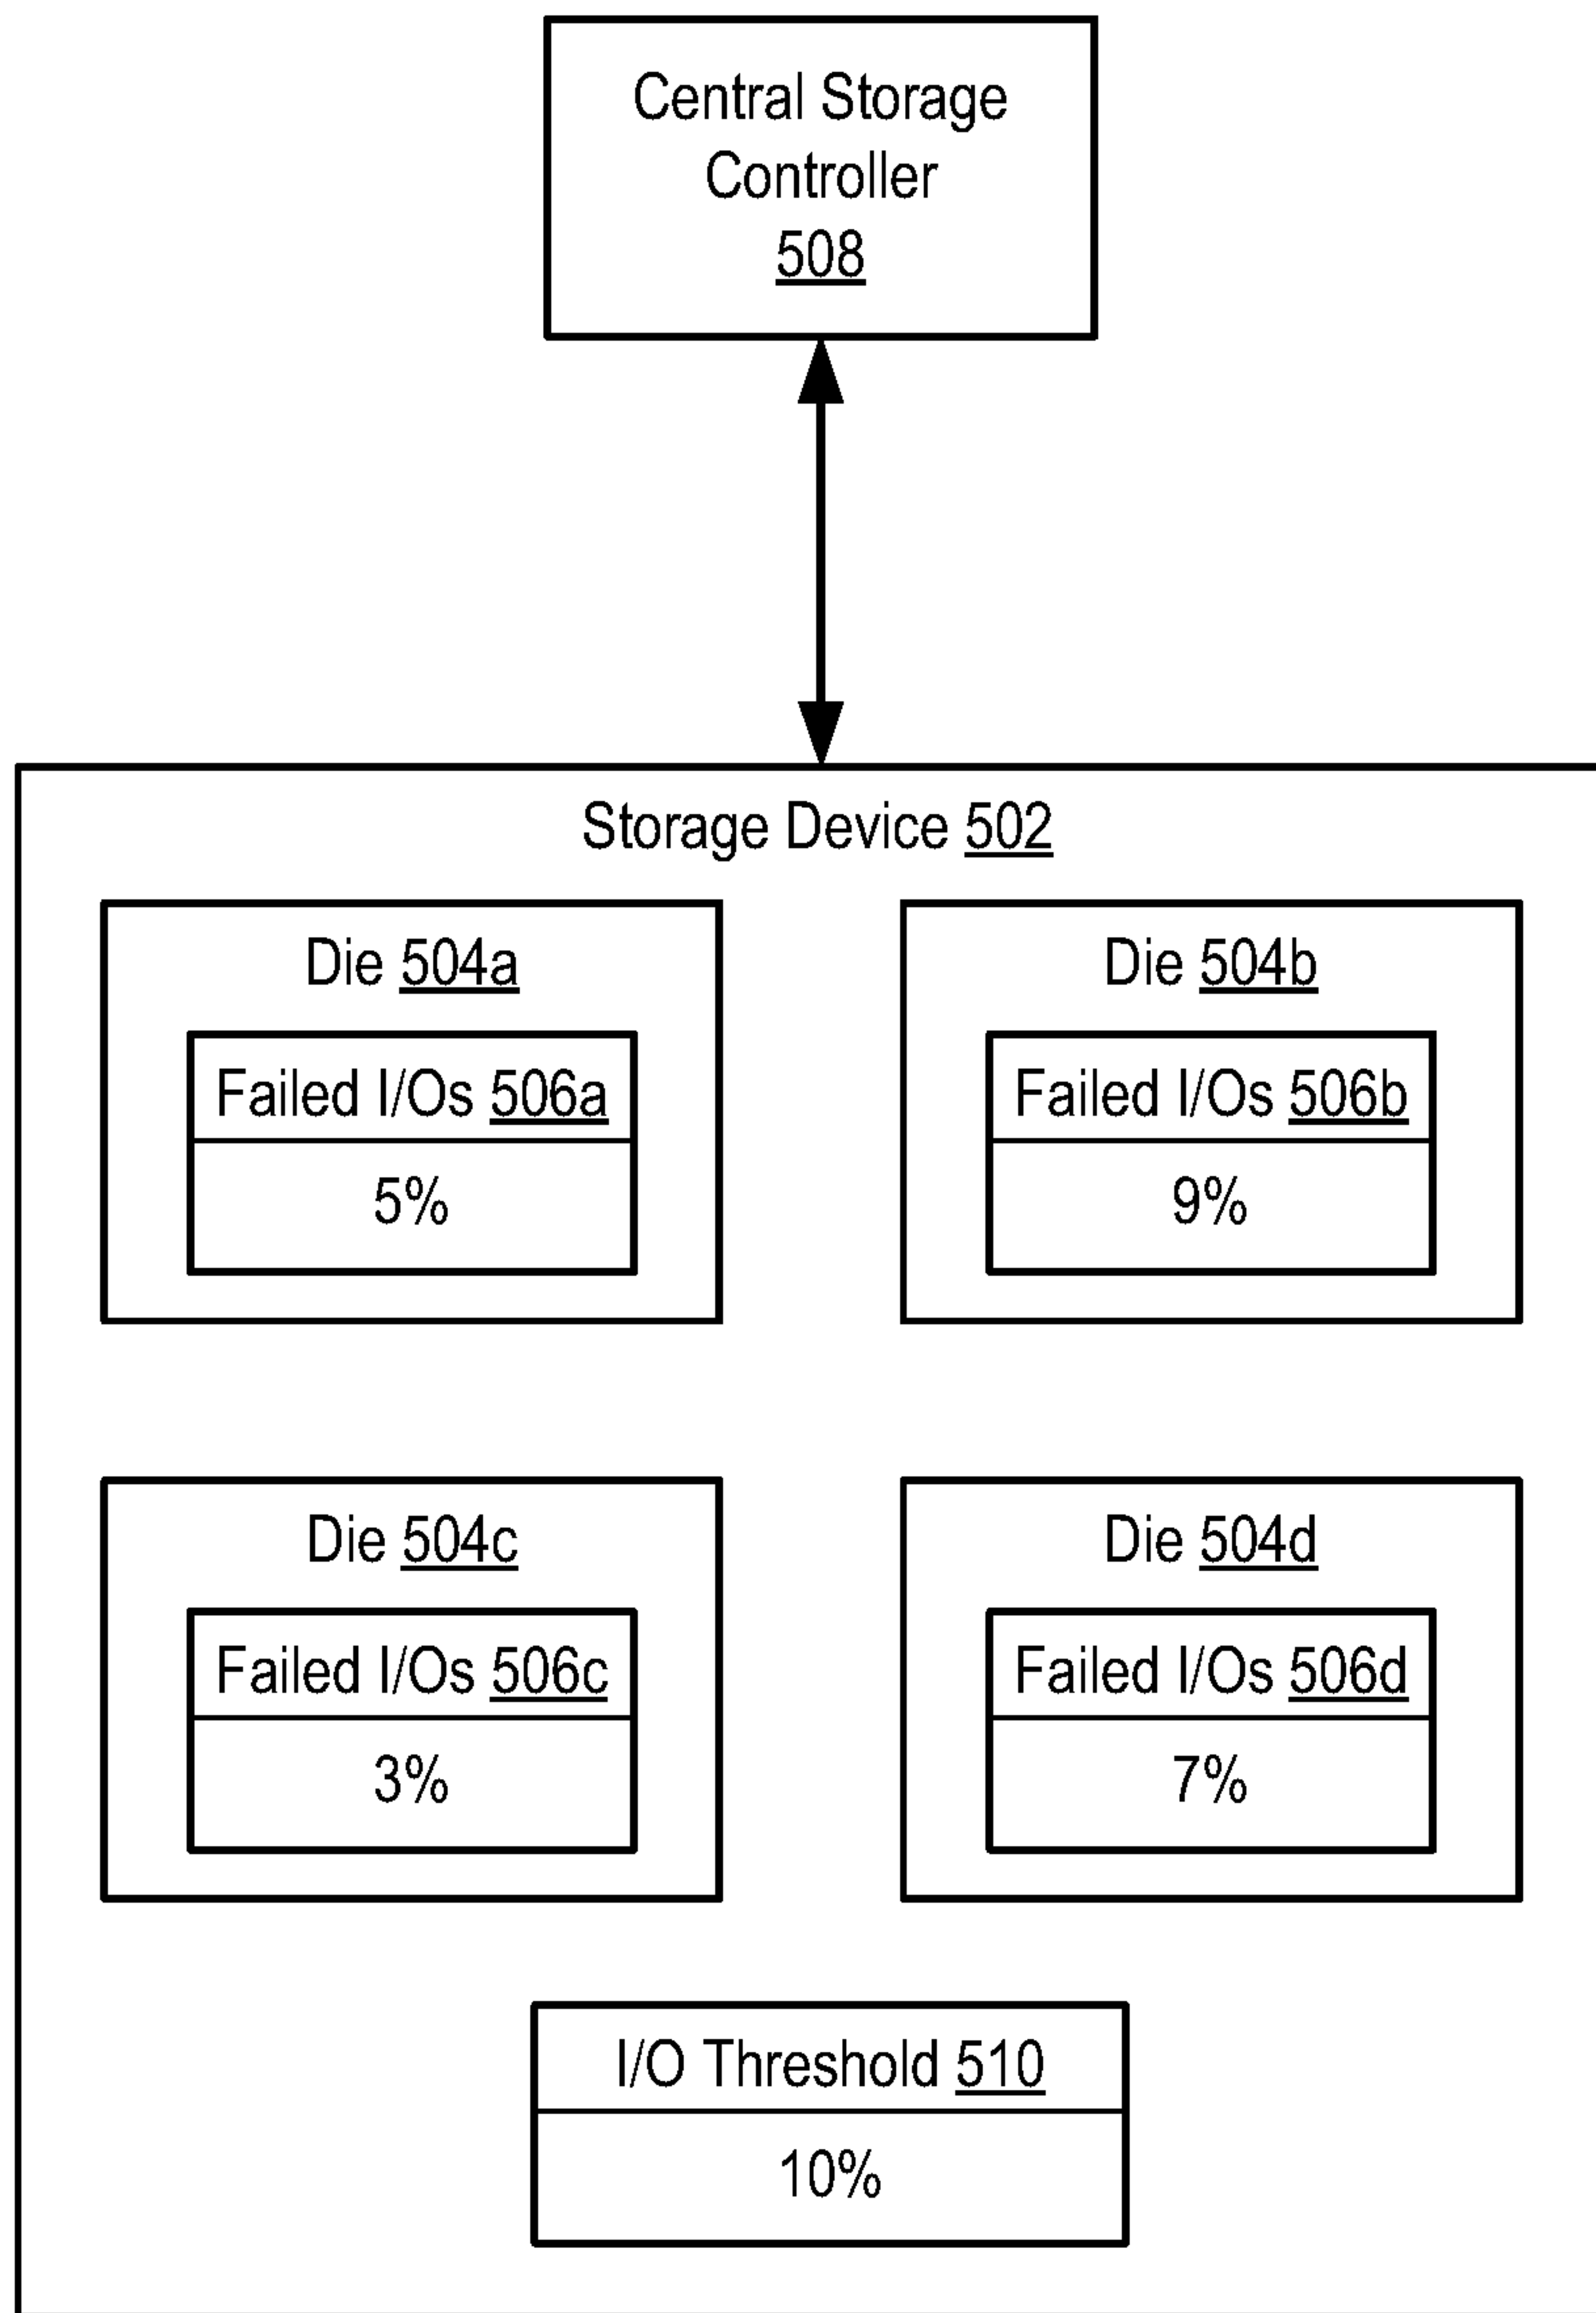 Central Storage
Controller
508
Storage Device 502
Die 504a
Failed I/Os 506a
5%
Die 504b
Failed I/Os 506b
9%
Die 504c
Failed I/Os 506c
3%
Die 504d
Failed I/Os 506d
7%
I/O Threshold 510
10%